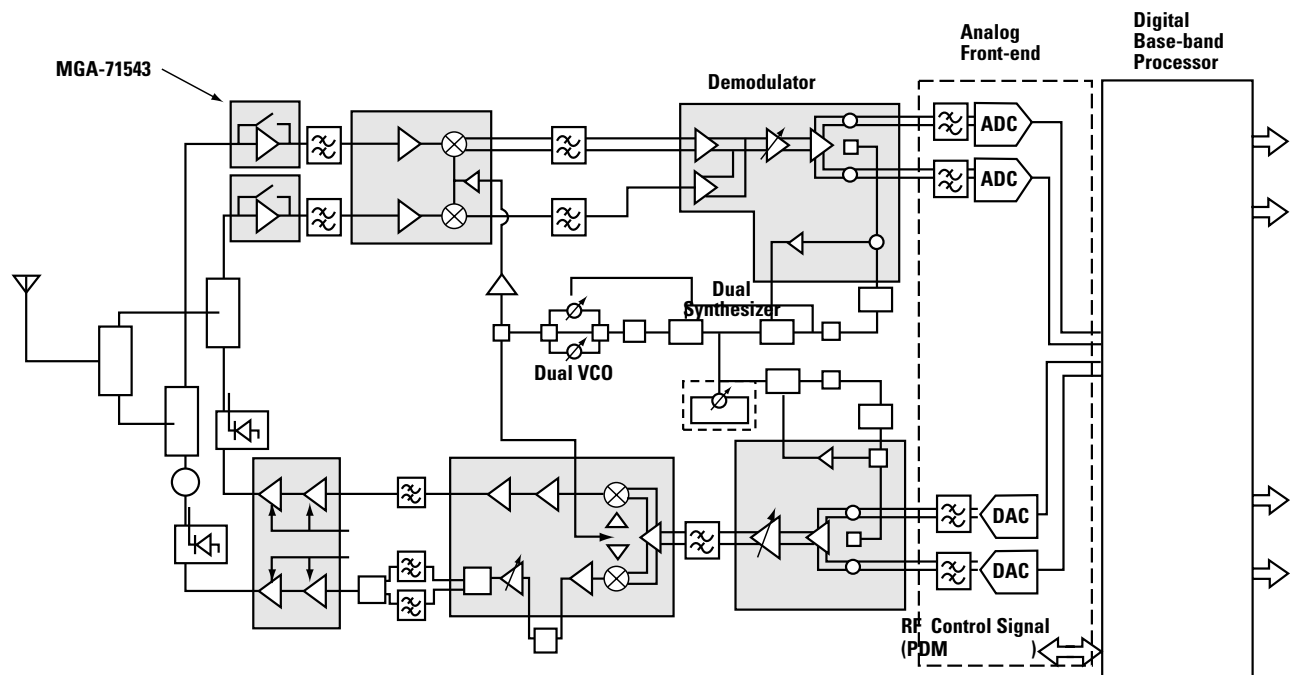 Analog
Front-end
Digital
Base-band
Processor
MGA-71543
Demodulator
ADC
ADC
Dual
Synthesizer
Dual VCO
DAC
DAC
RF Control Signal
(PDM )